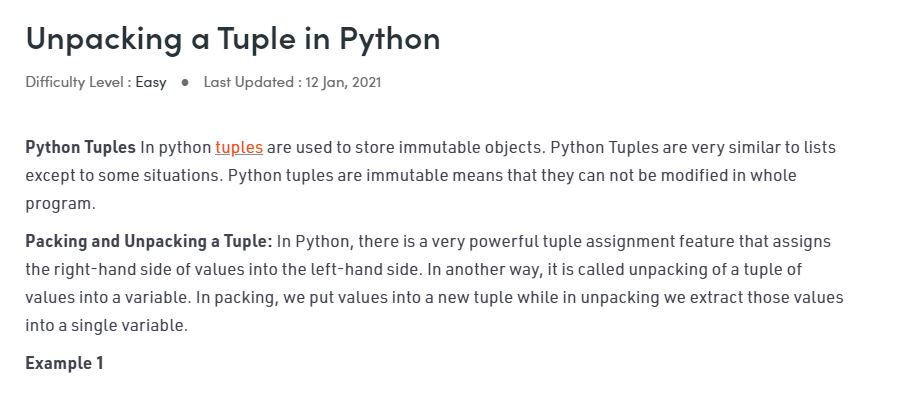 Unpacking a Tuple in Python
Difficulty Level : Easy ● Last Updated : 12 Jan, 2021
Python Tuples In python tuples are used to store immutable objects. Python Tuples are very similar to lists
except to some situations. Python tuples are immutable means that they can not be modified in whole
program.
Packing and Unpacking a Tuple: In Python, there is a very powerful tuple assignment feature that assigns
the right-hand side of values into the left-hand side. In another way, it is called unpacking of a tuple of
values into a variable. In packing, we put values into a new tuple while in unpacking we extract those values
into a single variable.
Example 1